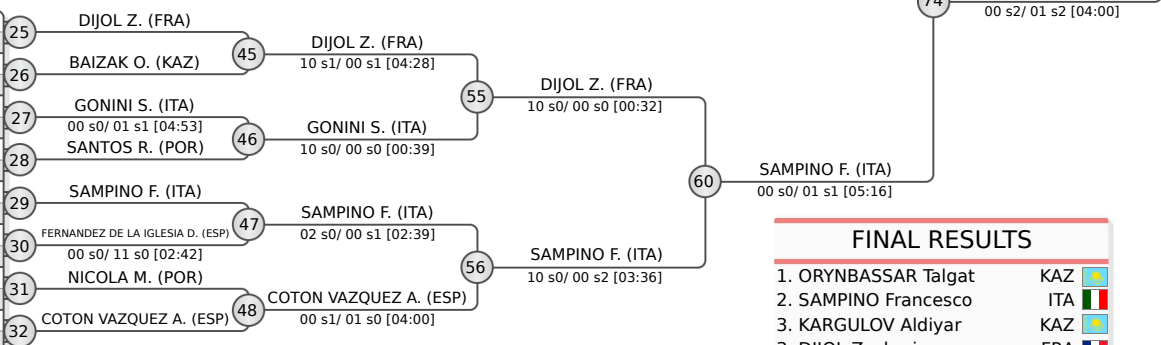 74
00 s2/ 01 s2 [04:00]
25
DIJOL Z. (FRA)
45
DIJOL Z. (FRA)
10 s1/ 00 s1 [04:28]
26
BAIZAK O. (KAZ)
55
DIJOL Z. (FRA)
10 s0/ 00 s0 [00:32]
27
GONINI S. (ITA)
00 s0/ 01 s1 [04:53]
46
GONINI S. (ITA)
10 s0/ 00 s0 [00:39]
28
SANTOS R. (POR)
60
SAMPINO F. (ITA)
00 s0/ 01 s1 [05:16]
29
SAMPINO F. (ITA)
47
SAMPINO F. (ITA)
02 s0/ 00 s1 [02:39]
30
FERNANDEZ DE LA IGLESIA D. (ESP)
00 s0/ 11 s0 [02:42]
56
SAMPINO F. (ITA)
10 s0/ 00 s2 [03:36]
31
NICOLA M. (POR)
48
COTON VAZQUEZ A. (ESP)
00 s1/ 01 s0 [04:00]
32
COTON VAZQUEZ A. (ESP)
FINAL RESULTS
1. ORYNBASSAR Talgat KAZ
2. SAMPINO Francesco ITA
3. KARGULOV Aldiyar KAZ